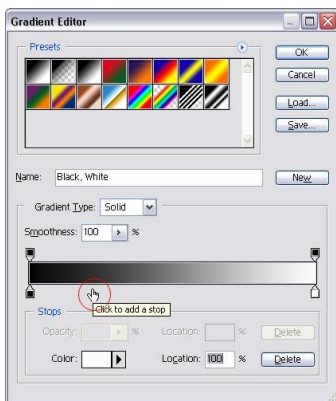 Gradient Editor
Presets
OK
Cancel
Load...
Save...
Name: Black, White
New
Gradient Type: Solid
Smoothness: 100 %
Click to add a stop
Stops
Opacity: % Location: % Delete
Color: Location: 100 % Delete